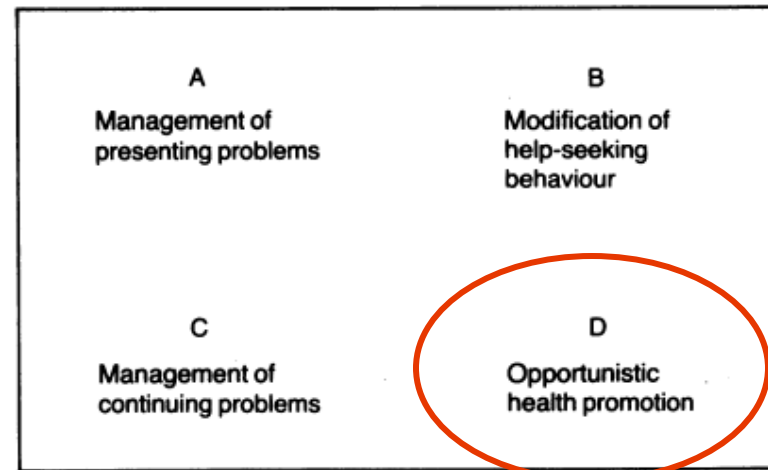 A
Management of
presenting problems
B
Modification of
help-seeking
behaviour
C
Management of
continuing problems
D
Opportunistic
health promotion